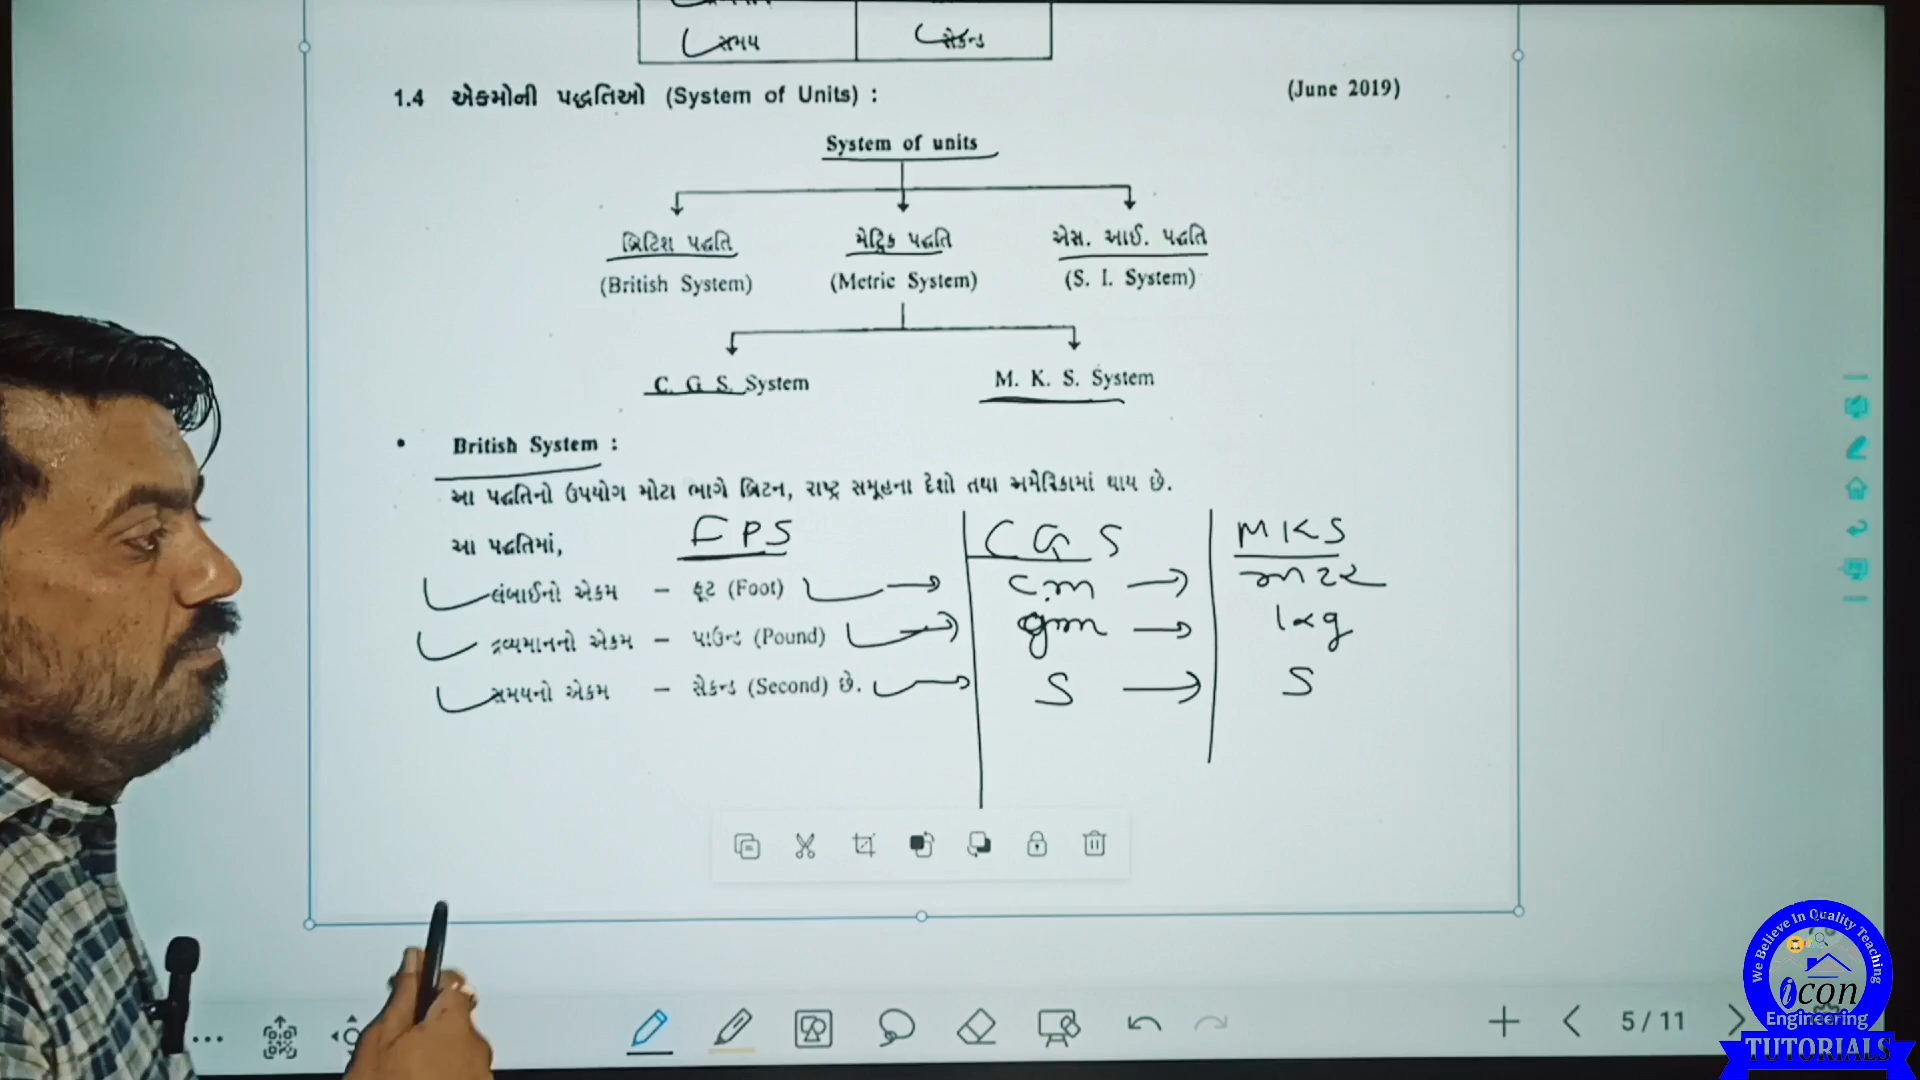 સમય સેકન્ડ
1.4 એકમોની પદ્ધતિઓ (System of Units) : (June 2019)
System of units
બ્રિટિશ પદ્ધતિ મેટ્રિક પદ્ધતિ એસ. આઈ. પદ્ધતિ
(British System) (Metric System) (S. I. System)
C. G. S. System M. K. S. System
• British System :
આ પદ્ધતિનો ઉપયોગ મોટા ભાગે બ્રિટન, રાષ્ટ્ર સમૂહના દેશો તથા અમેરિકામાં થાય છે.
આ પદ્ધતિમાં, FPS CGS MKS
લંબાઈનો એકમ – ફૂટ (Foot) cm મીટર
દ્રવ્યમાનનો એકમ – પાઉન્ડ (Pound) gm kg
સમયનો એકમ – સેકન્ડ (Second) છે. S S
5 / 11
We Believe In Quality Teaching
icon
Engineering
TUTORIALS